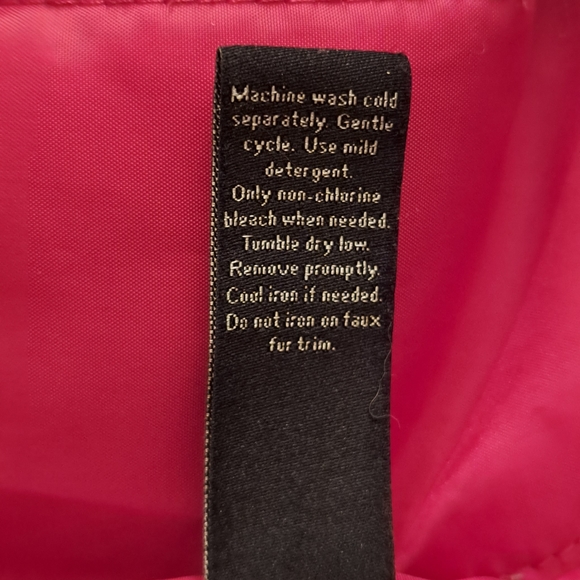 Machine wash cold
separately. Gentle
cycle. Use mild
detergent.
Only non-chlorine
bleach when needed.
Tumble dry low.
Remove promptly.
Cool iron if needed.
Do not iron on faux
fur trim.